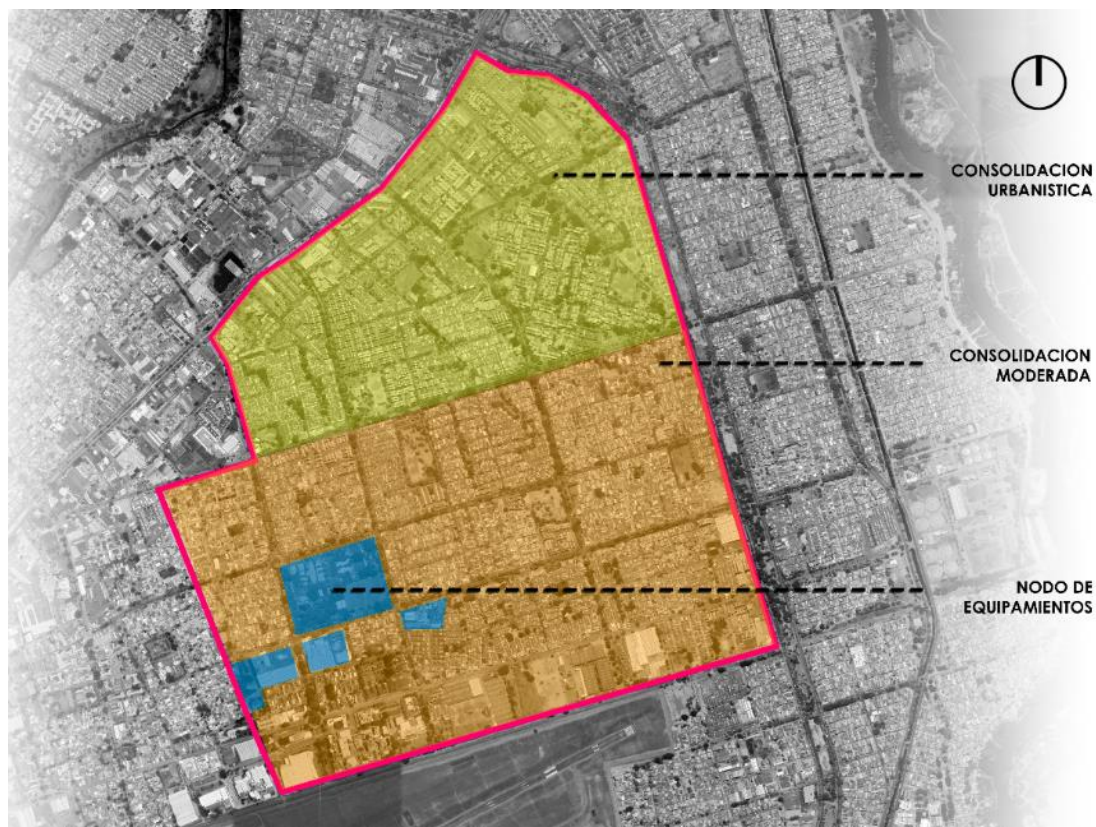 CONSOLIDACION
URBANISTICA
CONSOLIDACION
MODERADA
NODO DE
EQUIPAMIENTOS